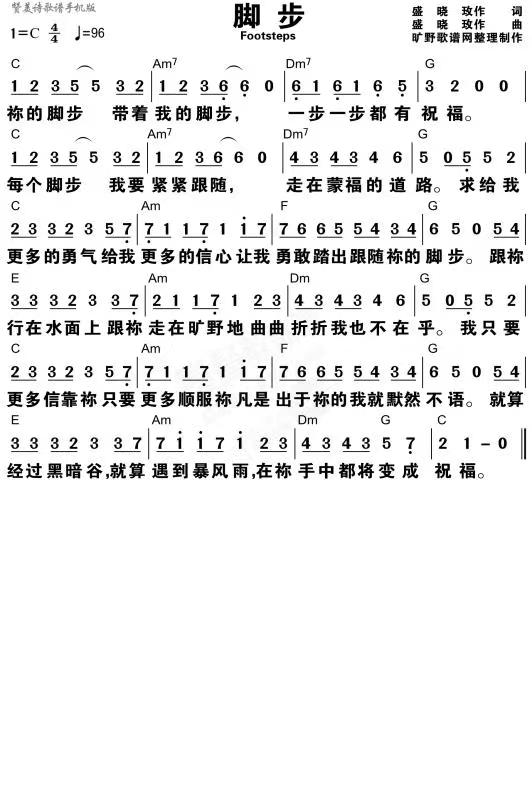 贤美诗歌谱手机版
脚步
Footsteps
盛 晓 玫作 词
盛 晓 玫作 曲
旷野歌谱网整理制作
1=C 4/4 ♩=96
C Am7 Dm7 G
1 2 3 5 5 3 2 | 1 2 3 6 6 0 | 6 1 6 1 6 5 | 3 2 0 0
祢的脚步 带着我的脚步, 一步一步都有祝福。
C Am7 Dm7 G
1 2 3 5 5 3 2 | 1 2 3 6 6 0 | 4 3 4 3 4 6 | 5 0 5 5 2
每个脚步 我要紧紧跟随, 走在蒙福的道路。求给我
C Am F G
2 3 3 2 3 5 7 | 7 1 1 7 1 1 7 | 7 6 6 5 5 4 3 4 | 6 5 0 5 4
更多的勇气给我更多的信心让我勇敢踏出跟随祢的脚步。跟祢
E Am Dm G
3 3 3 2 3 3 7 | 2 1 1 7 1 2 3 | 4 3 4 3 4 6 | 5 0 5 5 2
行在水面上跟祢走在旷野地曲曲折折我也不在乎。我只要
C Am F G
2 3 3 2 3 5 7 | 7 1 1 7 1 1 7 | 7 6 6 5 5 4 3 4 | 6 5 0 5 4
更多信靠祢只要更多顺服祢凡是出于祢的我就默然不语。就算
E Am Dm G C
3 3 3 2 3 3 7 | 7 1 1 7 1 2 3 | 4 3 4 3 5 7 | 2 1 - 0
经过黑暗谷,就算遇到暴风雨,在祢手中都将变成祝福。